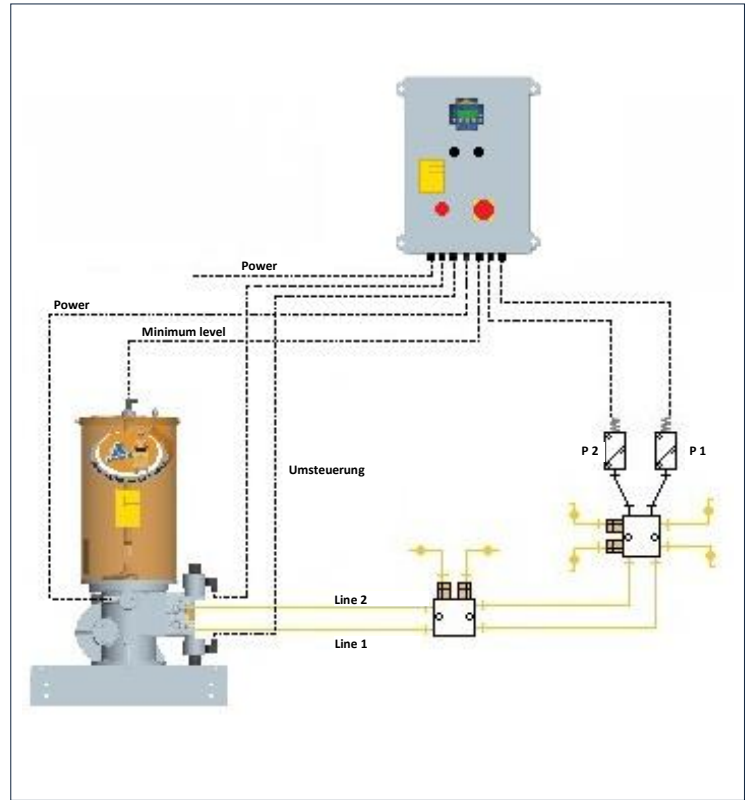 Power
Power
Minimum level
Umsteuerung
P 2
P 1
Line 2
Line 1